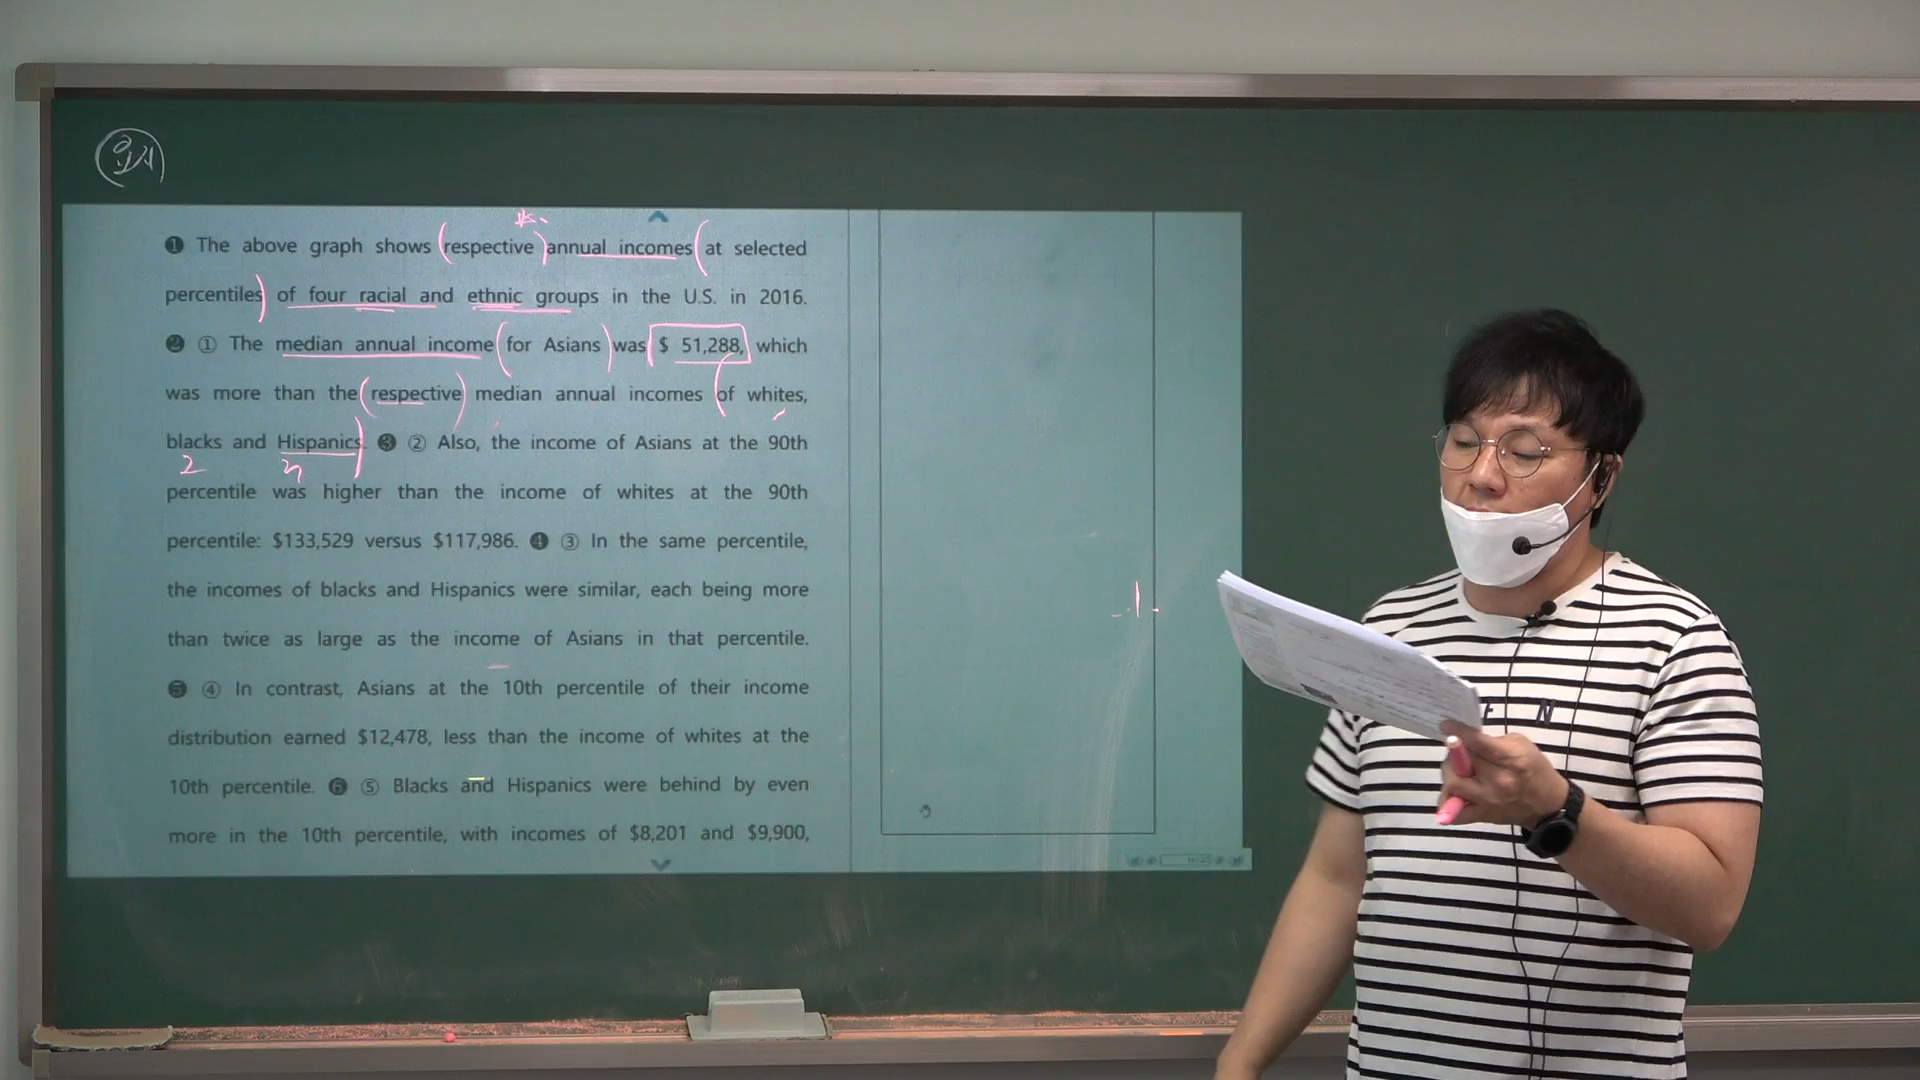 요지
❶ The above graph shows (respective) annual incomes (at selected
percentiles) of four racial and ethnic groups in the U.S. in 2016.
❷ ① The median annual income (for Asians) was $ 51,288, which
was more than the (respective) median annual incomes (of whites,
blacks and Hispanics). ❸ ② Also, the income of Asians at the 90th
2
percentile was higher than the income of whites at the 90th
percentile: $133,529 versus $117,986. ❹ ③ In the same percentile,
the incomes of blacks and Hispanics were similar, each being more
than twice as large as the income of Asians in that percentile.
❺ ④ In contrast, Asians at the 10th percentile of their income
distribution earned $12,478, less than the income of whites at the
10th percentile. ❻ ⑤ Blacks and Hispanics were behind by even
more in the 10th percentile, with incomes of $8,201 and $9,900,
N